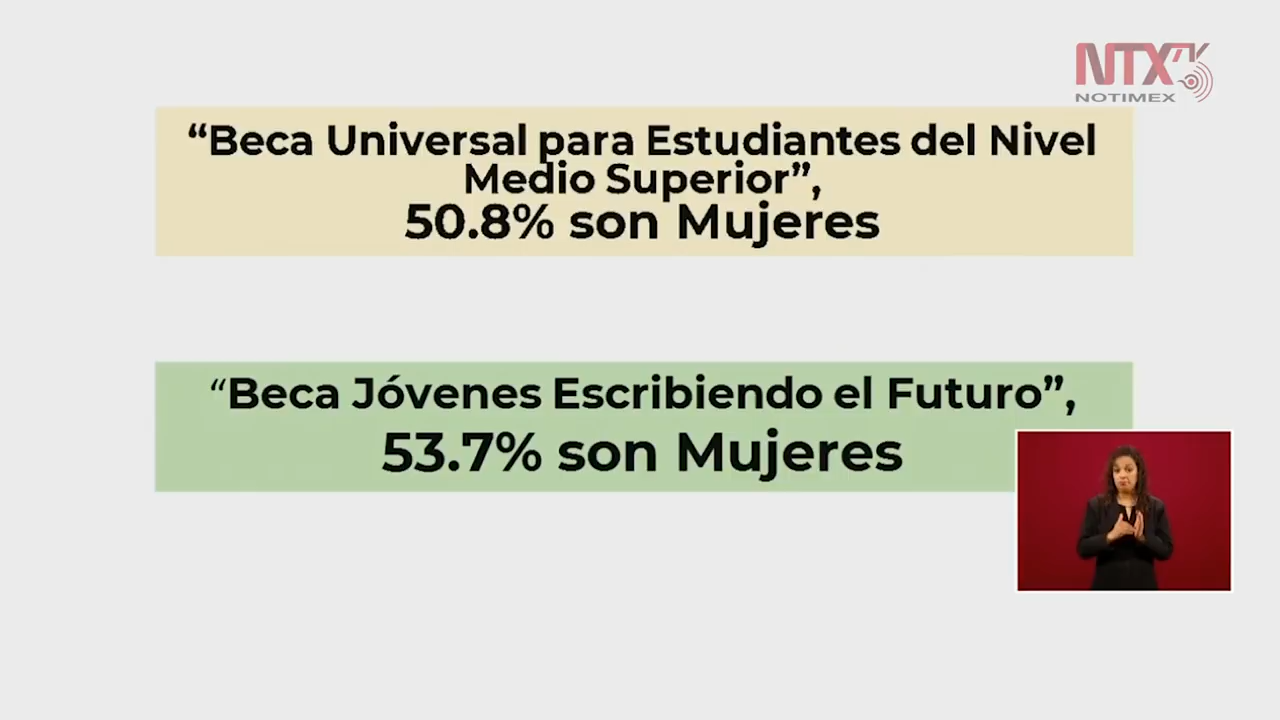 NTX
NOTIMEX
“Beca Universal para Estudiantes del Nivel
Medio Superior”,
50.8% son Mujeres
“Beca Jóvenes Escribiendo el Futuro”,
53.7% son Mujeres